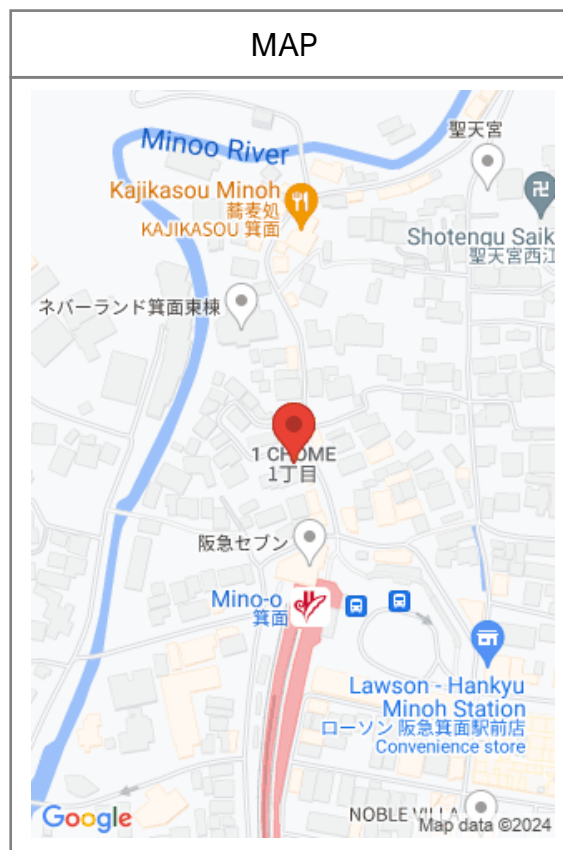 MAP
Minoo River
聖天宮
Kajikasou Minoh
蕎麦処
KAJIKASOU 箕面
卍
Shotengu Saik
聖天宮西江
ネバーランド箕面東棟
1 CHOME
1丁目
阪急セブン
Mino-o
箕面
Lawson - Hankyu
Minoh Station
ローソン 阪急箕面駅前店
Convenience store
NOBLE VILLA
Google
Map data ©2024